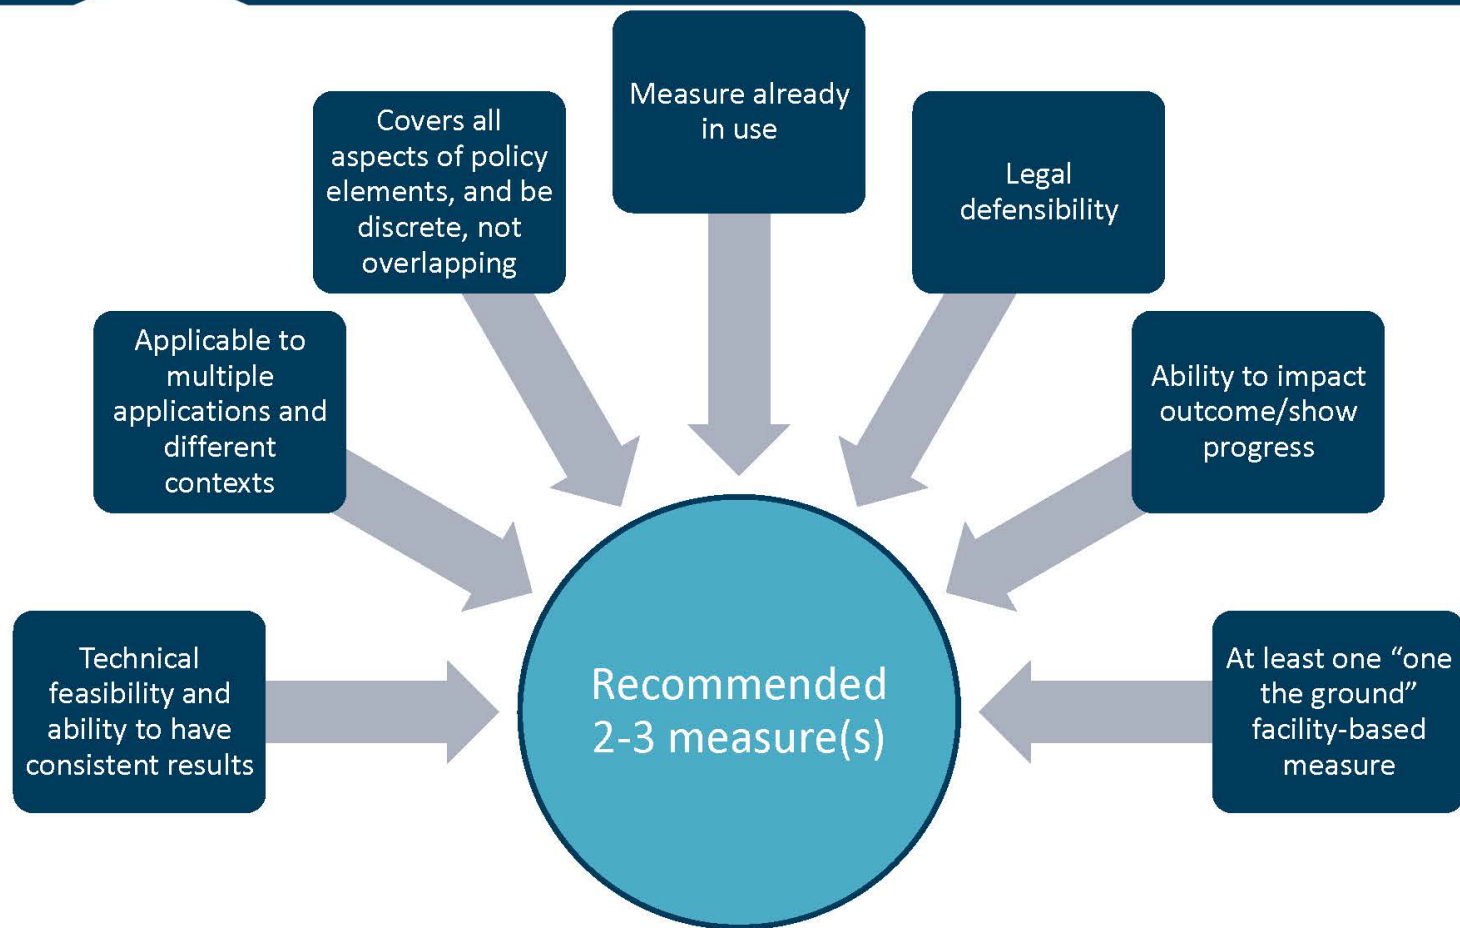 Measure already
in use
Covers all
aspects of policy
elements, and be
discrete, not
overlapping
Legal
defensibility
Applicable to
multiple
applications and
different
contexts
Ability to impact
outcome/show
progress
Technical
feasibility and
ability to have
consistent results
At least one “one
the ground”
facility-based
measure
Recommended
2-3 measure(s)